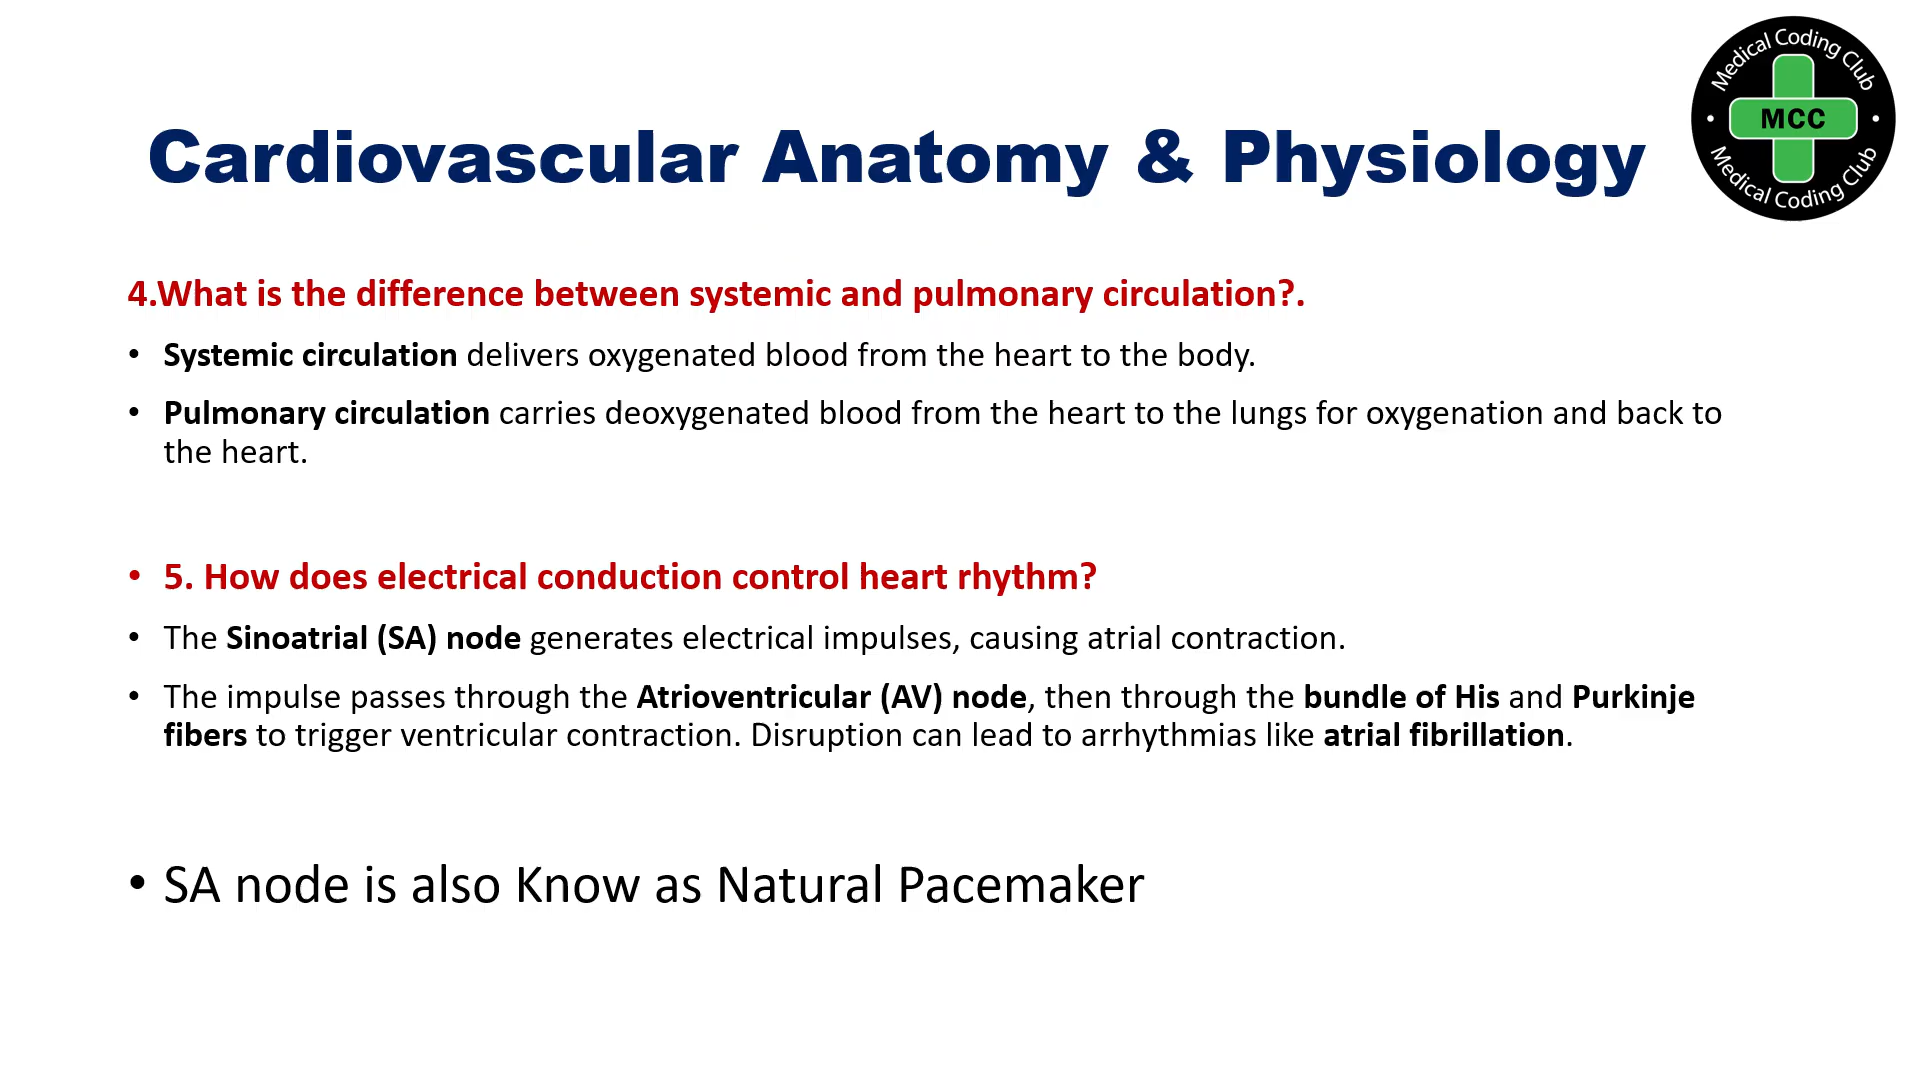 Medical Coding Club
MCC
Medical Coding Club
Cardiovascular Anatomy & Physiology
4.What is the difference between systemic and pulmonary circulation?.
• Systemic circulation delivers oxygenated blood from the heart to the body.
• Pulmonary circulation carries deoxygenated blood from the heart to the lungs for oxygenation and back to
the heart.
• 5. How does electrical conduction control heart rhythm?
• The Sinoatrial (SA) node generates electrical impulses, causing atrial contraction.
• The impulse passes through the Atrioventricular (AV) node, then through the bundle of His and Purkinje
fibers to trigger ventricular contraction. Disruption can lead to arrhythmias like atrial fibrillation.
• SA node is also Know as Natural Pacemaker